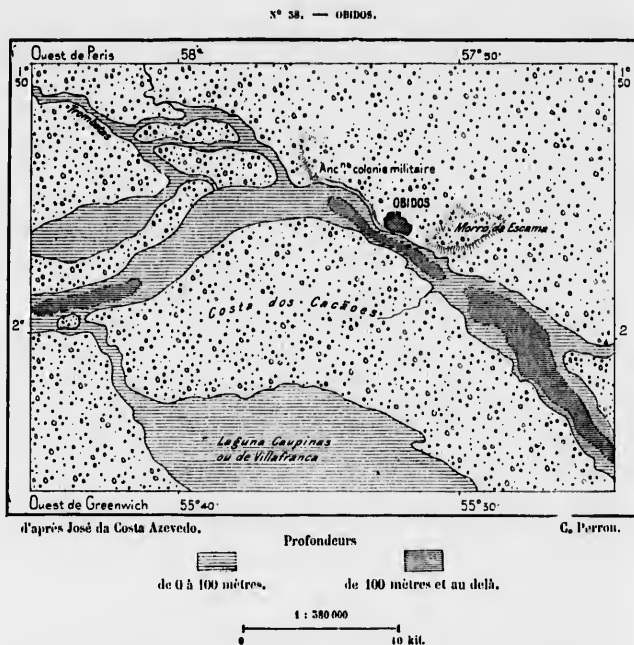 N° 38. — OBIDOS.
Ouest de Paris 58° 57°50'
1° 50' 1° 50'
Trombetas
Anc.ne colonie militaire
OBIDOS
Morro da Escama
Costa dos Cacãoes
2°
Laguna Caupinas
ou de Villafranca
Ouest de Greenwich 55°40' 55°30'
d'après José da Costa Azevedo. C. Perron.
Profondeurs
de 0 à 100 mètres. de 100 mètres et au delà.
1 : 380 000
0 10 kil.